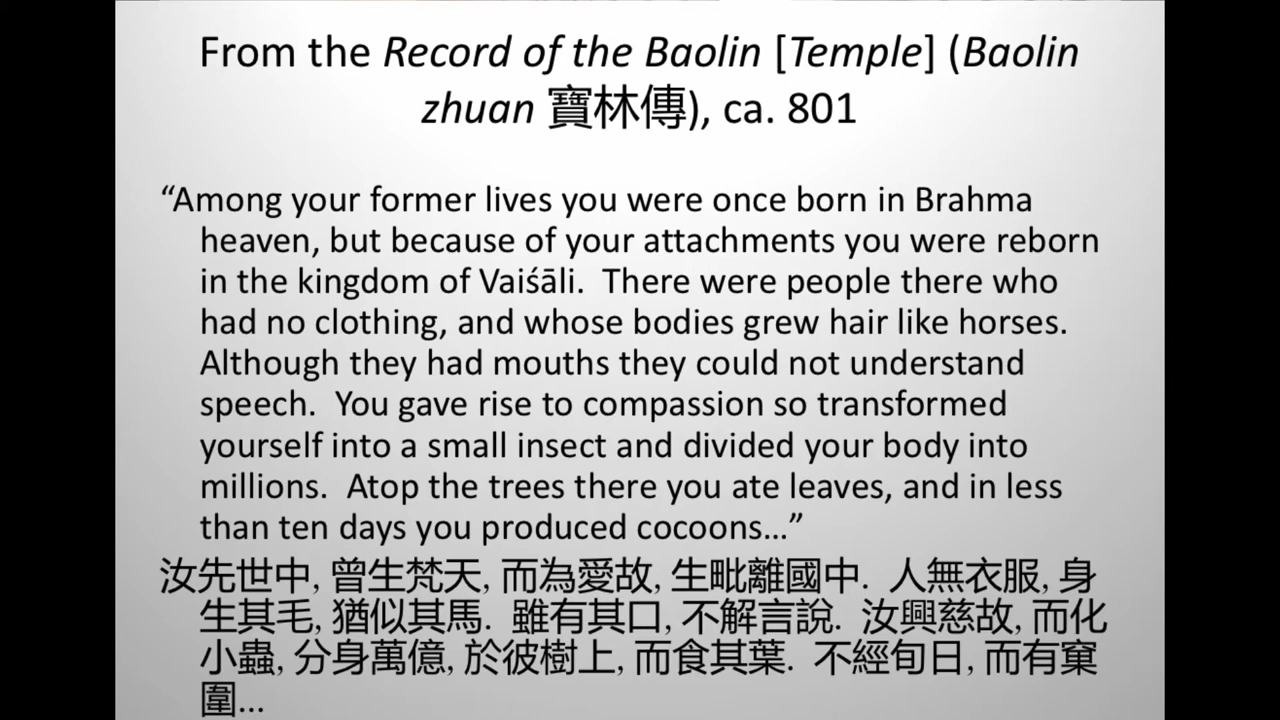 From the Record of the Baolin [Temple] (Baolin
zhuan 寶林傳), ca. 801
“Among your former lives you were once born in Brahma
heaven, but because of your attachments you were reborn
in the kingdom of Vaiśāli.  There were people there who
had no clothing, and whose bodies grew hair like horses.
Although they had mouths they could not understand
speech.  You gave rise to compassion so transformed
yourself into a small insect and divided your body into
millions.  Atop the trees there you ate leaves, and in less
than ten days you produced cocoons…”
汝先世中, 曾生梵天, 而為愛故, 生毗離國中.  人無衣服, 身
生其毛, 猶似其馬.  雖有其口, 不解言說.  汝興慈故, 而化
小蟲, 分身萬億, 於彼樹上, 而食其葉.  不經旬日, 而有窠
圍…